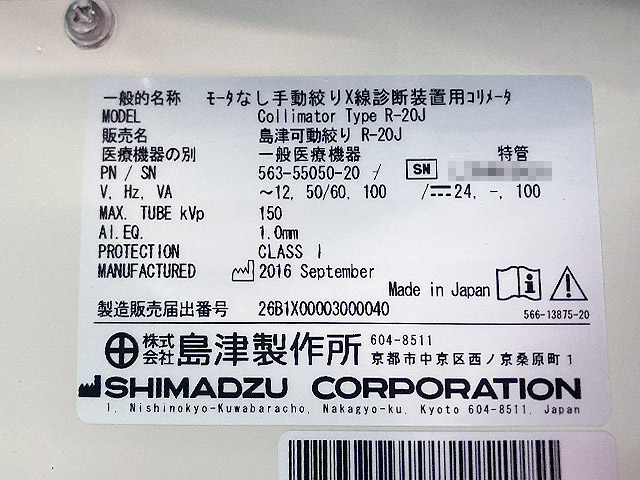 一般的名称 モータなし手動絞りX線診断装置用コリメータ
MODEL Collimator Type R-20J
販売名 島津可動絞り R-20J
医療機器の別 一般医療機器 特管
PN / SN 563-55050-20 / SN
V, Hz, VA ~12, 50/60, 100 / ⎓24, -, 100
MAX. TUBE kVp 150
Al.EQ. 1.0mm
PROTECTION CLASS I
MANUFACTURED 2016 September
Made in Japan
製造販売届出番号 26B1X00003000040
566-13875-20
株式会社 島津製作所 604-8511
京都市中京区西ノ京桑原町1
SHIMADZU CORPORATION
1, Nishinokyo-Kuwabaracho, Nakagyo-ku, Kyoto 604-8511, Japan